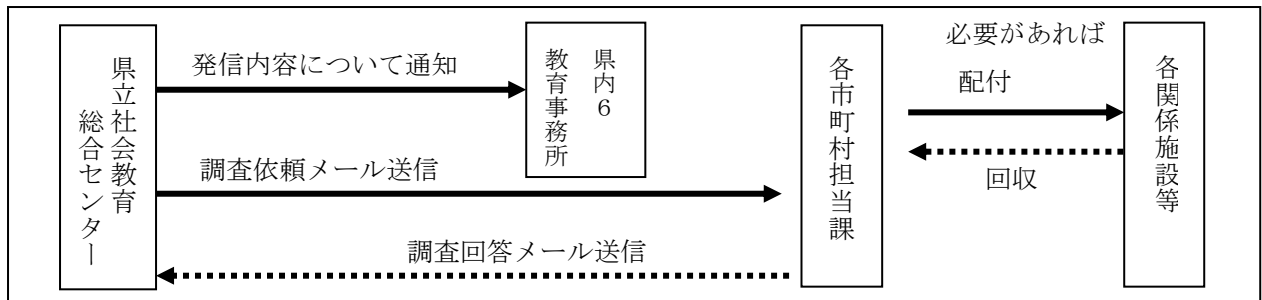 県立社会教育
総合センター
発信内容について通知
県内6
教育事務所
調査依頼メール送信
調査回答メール送信
各市町村担当課
必要があれば
配付
回収
各関係施設等